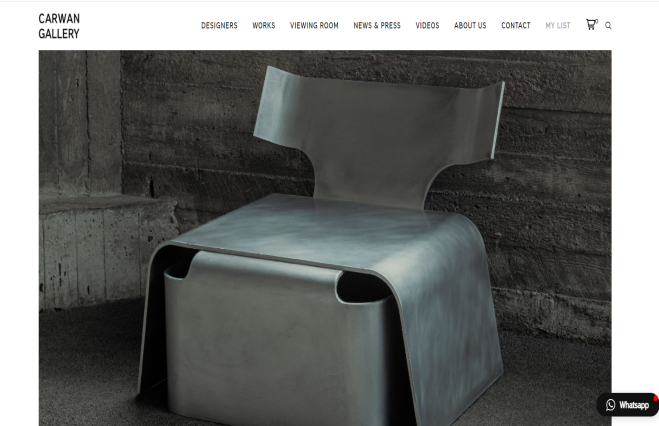 CARWAN
GALLERY
DESIGNERS WORKS VIEWING ROOM NEWS & PRESS VIDEOS ABOUT US CONTACT MY LIST 0
Whatsapp